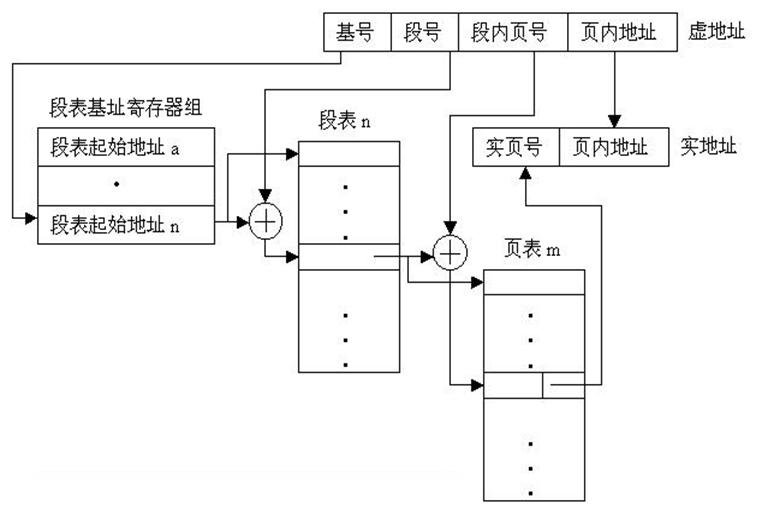 基号 段号 段内页号 页内地址 虚地址
段表基址寄存器组
段表 n
段表起始地址 a
实页号 页内地址 实地址
段表起始地址 n
页表 m